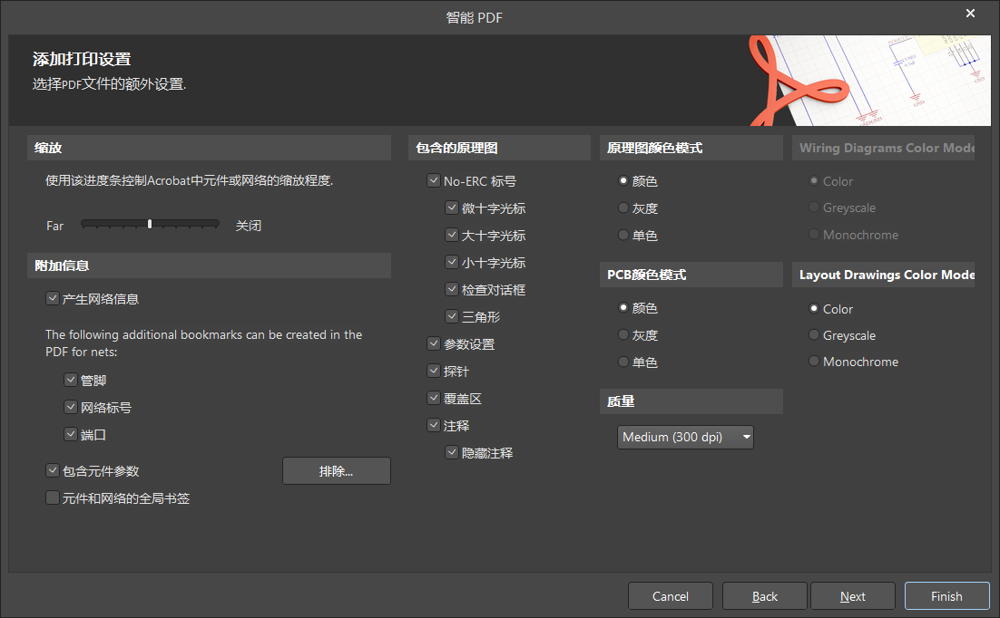 智能 PDF
添加打印设置
选择PDF文件的额外设置.
缩放
使用该进度条控制Acrobat中元件或网络的缩放程度.
Far
关闭
附加信息
产生网络信息
The following additional bookmarks can be created in the
PDF for nets:
管脚
网络标号
端口
包含元件参数
排除...
元件和网络的全局书签
包含的原理图
No-ERC 标号
微十字光标
大十字光标
小十字光标
检查对话框
三角形
参数设置
探针
覆盖区
注释
隐藏注释
原理图颜色模式
颜色
灰度
单色
PCB颜色模式
颜色
灰度
单色
质量
Medium (300 dpi)
Wiring Diagrams Color Mode
Color
Greyscale
Monochrome
Layout Drawings Color Mode
Color
Greyscale
Monochrome
Cancel
Back
Next
Finish